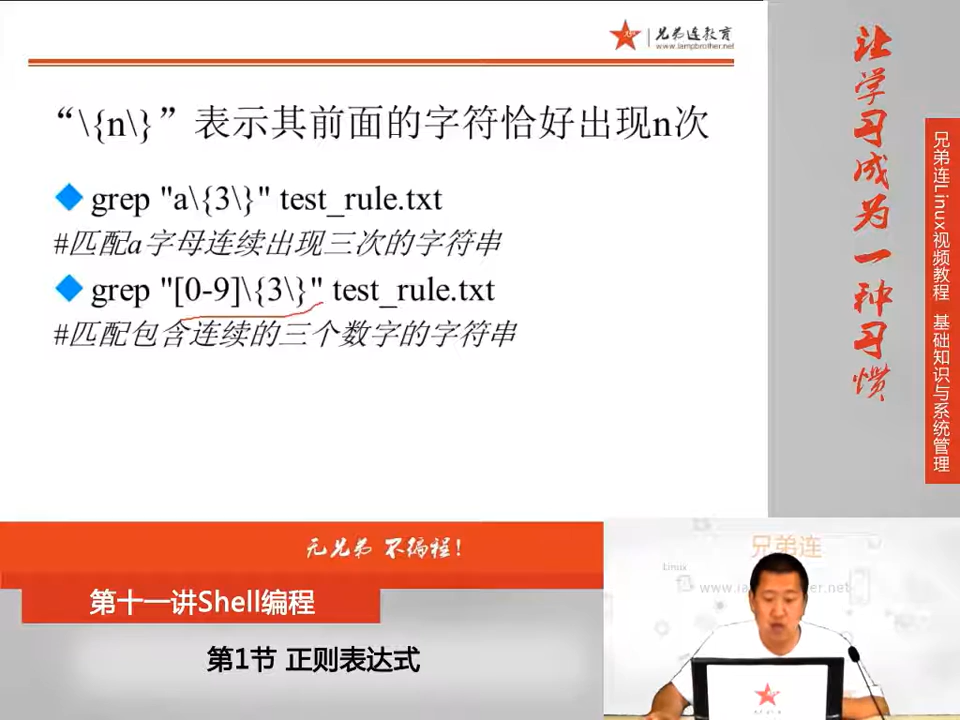 兄弟连教育
www.lampbrother.net
“\{n\}”表示其前面的字符恰好出现n次
grep "a\{3\}" test_rule.txt
#匹配a字母连续出现三次的字符串
grep "[0-9]\{3\}" test_rule.txt
#匹配包含连续的三个数字的字符串
让学习成为一种习惯
兄弟连Linux视频教程 基础知识与系统管理
无兄弟 不编程!
第十一讲Shell编程
第1节 正则表达式
兄弟连
Linux